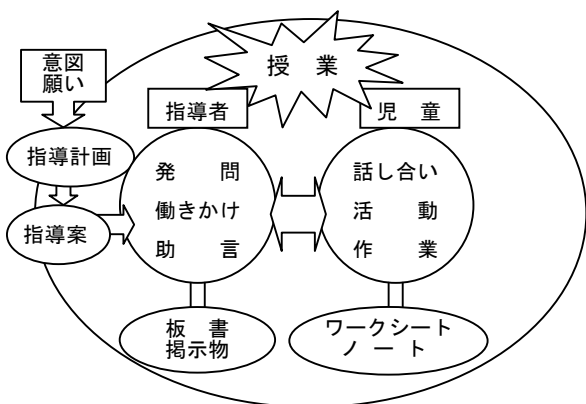 授　業
意図
願い
指導者
児　童
指導計画
発　　問
働きかけ
助　　言
話し合い
活　　動
作　　業
指導案
板　書
掲示物
ワークシート
ノ　ー　ト